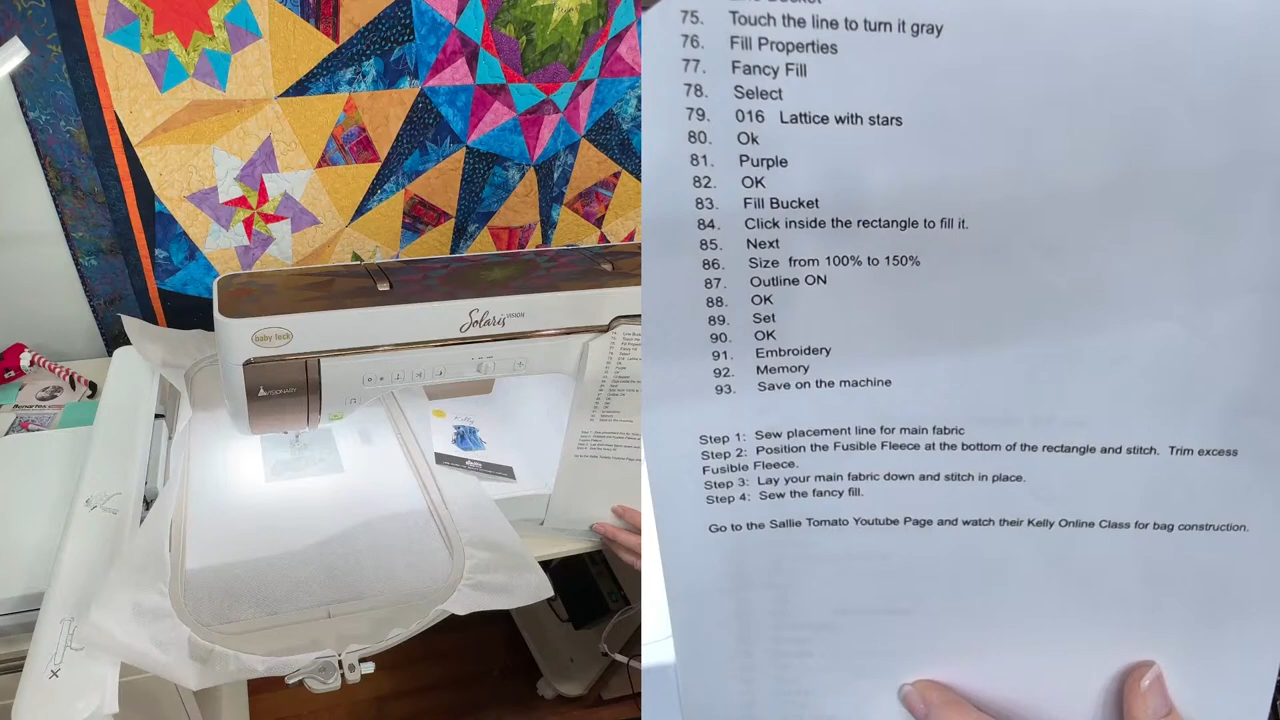 baby lock
Solaris VISION
VISIONARY
Kelly
75. Touch the line to turn it gray
76. Fill Properties
77. Fancy Fill
78. Select
79. 016 Lattice with stars
80. Ok
81. Purple
82. OK
83. Fill Bucket
84. Click inside the rectangle to fill it.
85. Next
86. Size from 100% to 150%
87. Outline ON
88. OK
89. Set
90. OK
91. Embroidery
92. Memory
93. Save on the machine
Step 1: Sew placement line for main fabric
Step 2: Position the Fusible Fleece at the bottom of the rectangle and stitch. Trim excess
Fusible Fleece.
Step 3: Lay your main fabric down and stitch in place.
Step 4: Sew the fancy fill.
Go to the Sallie Tomato Youtube Page and watch their Kelly Online Class for bag construction.